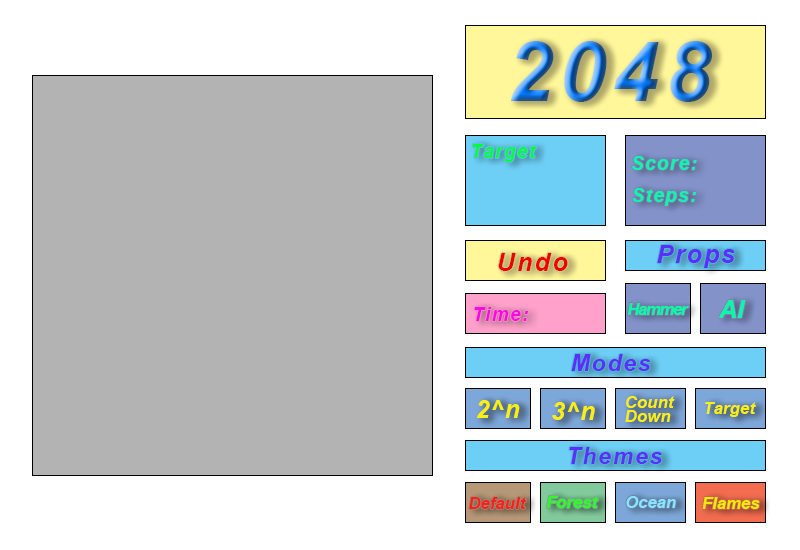 2048
Target
Score:
Steps:
Undo
Props
Time:
Hammer
AI
Modes
2^n
3^n
Count
Down
Target
Themes
Default
Forest
Ocean
Flames